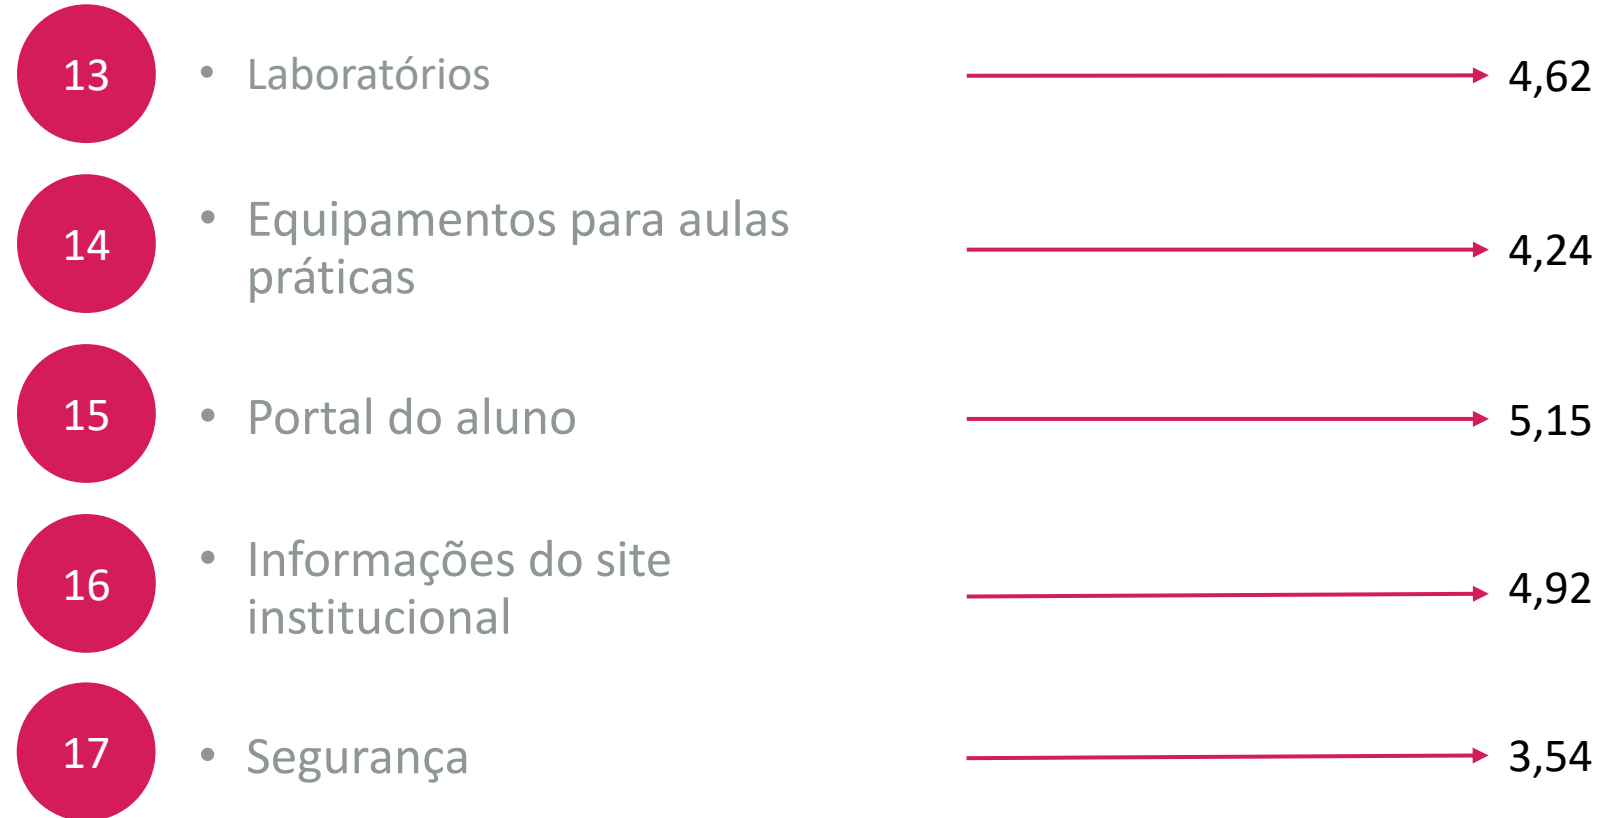 13 • Laboratórios 4,62
14 • Equipamentos para aulas
práticas 4,24
15 • Portal do aluno 5,15
16 • Informações do site
institucional 4,92
17 • Segurança 3,54